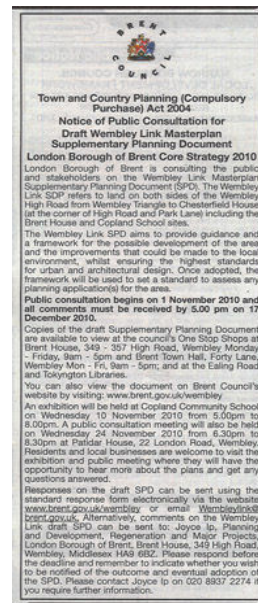 BRENT
COUNCIL
Town and Country Planning (Compulsory
Purchase) Act 2004
Notice of Public Consultation for
Draft Wembley Link Masterplan
Supplementary Planning Document
London Borough of Brent Core Strategy 2010
London Borough of Brent is consulting the public
and stakeholders on the Wembley Link Masterplan
Supplementary Planning Document (SPD). The Wembley
Link SDP refers to land on both sides of the Wembley
High Road from Wembley Triangle to Chesterfield House
(at the corner of High Road and Park Lane) including the
Brent House and Copland School sites.
The Wembley Link SPD aims to provide guidance and
a framework for the possible development of the area
and the improvements that could be made to the local
environment, whilst ensuring the highest standards
for urban and architectural design. Once adopted, the
framework will be used to set a standard to assess any
planning application(s) for the area.
Public consultation begins on 1 November 2010 and
all comments must be received by 5.00 pm on 17
December 2010.
Copies of the draft Supplementary Planning Document
are available to view at the council's One Stop Shops at
Brent House, 349 - 357 High Road, Wembley Monday
- Friday, 9am - 5pm and Brent Town Hall, Forty Lane,
Wembley Mon - Fri, 9am - 5pm; and at the Ealing Road
and Tokyngton Libraries.
You can also view the document on Brent Council's
website by visiting: www.brent.gov.uk/wembley
An exhibition will be held at Copland Community School
on Wednesday 10 November 2010 from 5.00pm to
8.00pm. A public consultation meeting will also be held
on Wednesday 24 November 2010 from 6.30pm to
8.30pm at Patidar House, 22 London Road, Wembley.
Residents and local businesses are welcome to visit the
exhibition and public meeting where they will have the
opportunity to hear more about the plans and get any
questions answered.
Responses on the draft SPD can be sent using the
standard response form electronically via the website
www.brent.gov.uk/wembley or email Wembleylink@
brent.gov.uk. Alternatively, comments on the Wembley
Link draft SPD can be sent to: Joyce Ip, Planning
and Development, Regeneration and Major Projects,
London Borough of Brent, Brent House, 349 High Road,
Wembley, Middlesex HA9 6BZ. Please respond before
the deadline and remember to indicate whether you wish
to be notified of the outcome and eventual adoption of
the SPD. Please contact Joyce Ip on 020 8937 2274 if
you require further information.